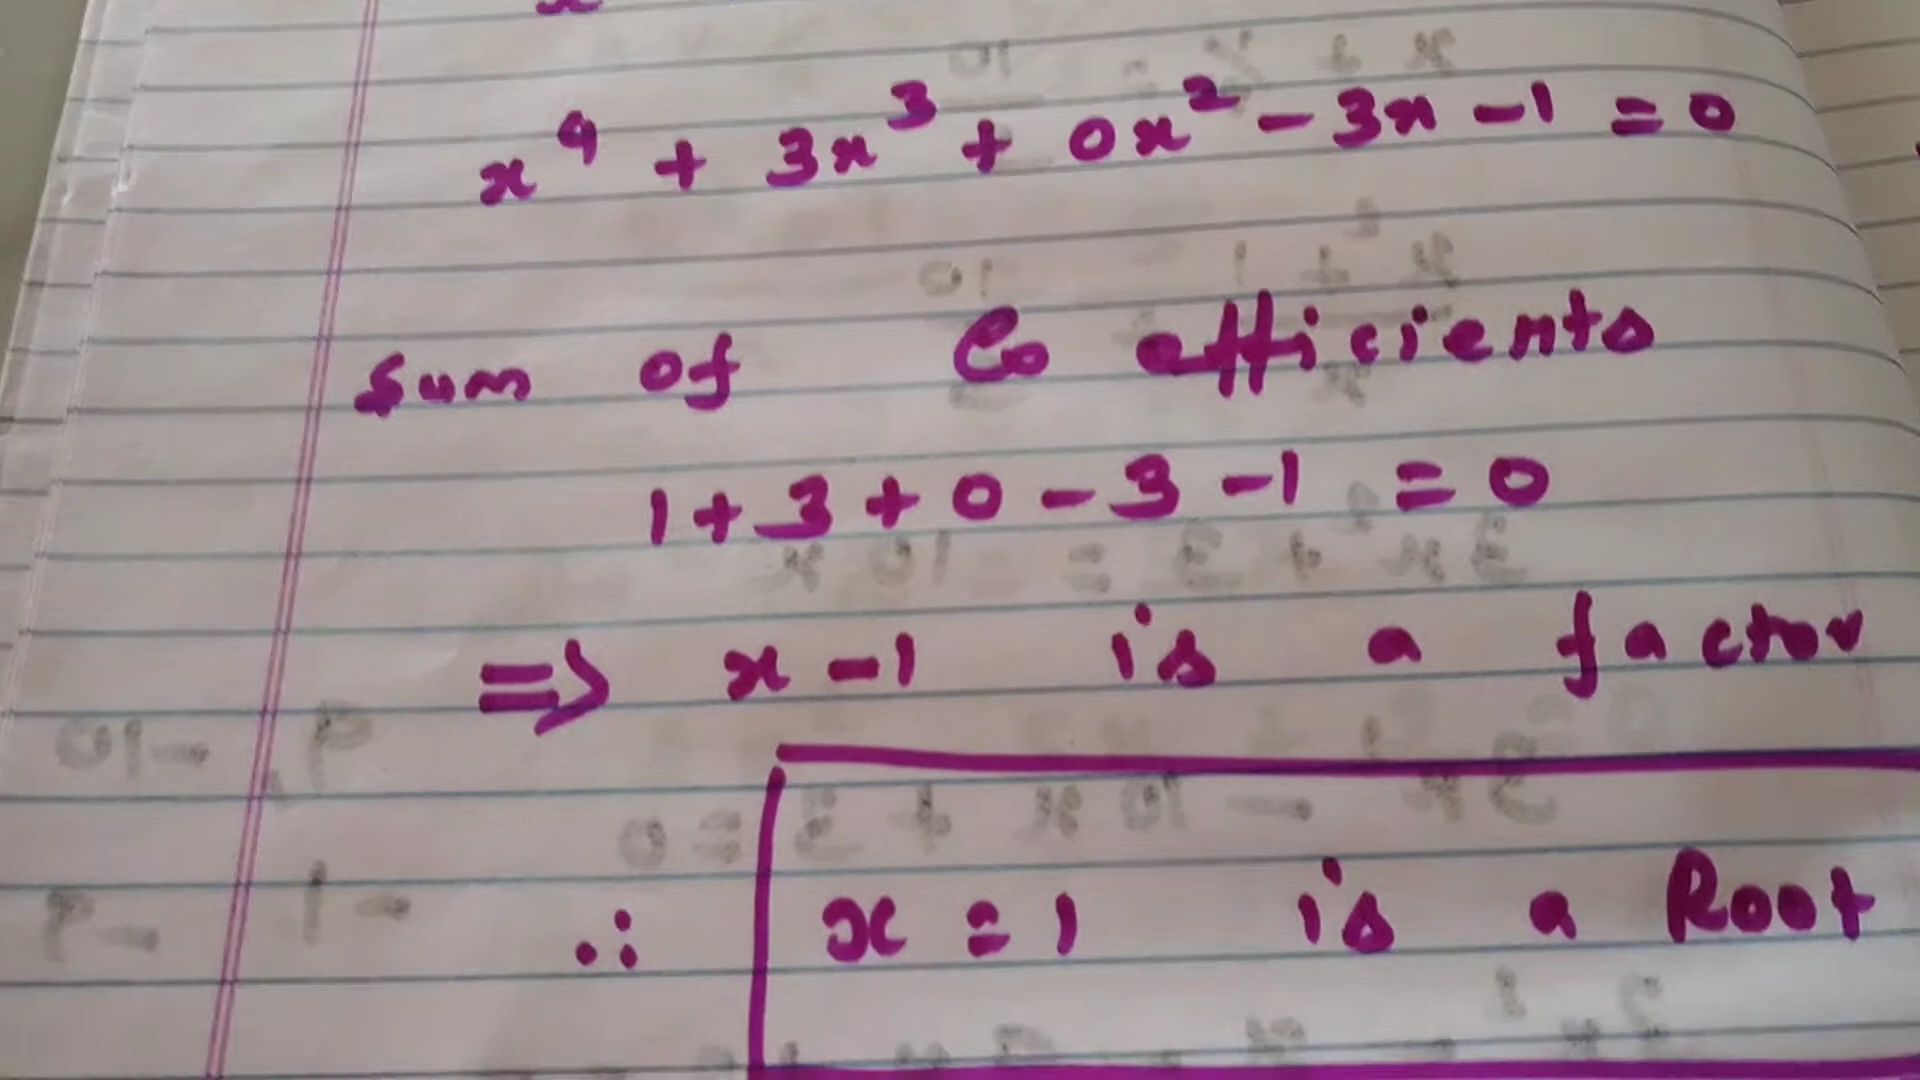 x⁴ + 3x³ + 0x² - 3x - 1 = 0
Sum of Co efficients
1 + 3 + 0 - 3 - 1 = 0
⇒ x - 1 is a factor
∴ x = 1 is a Root